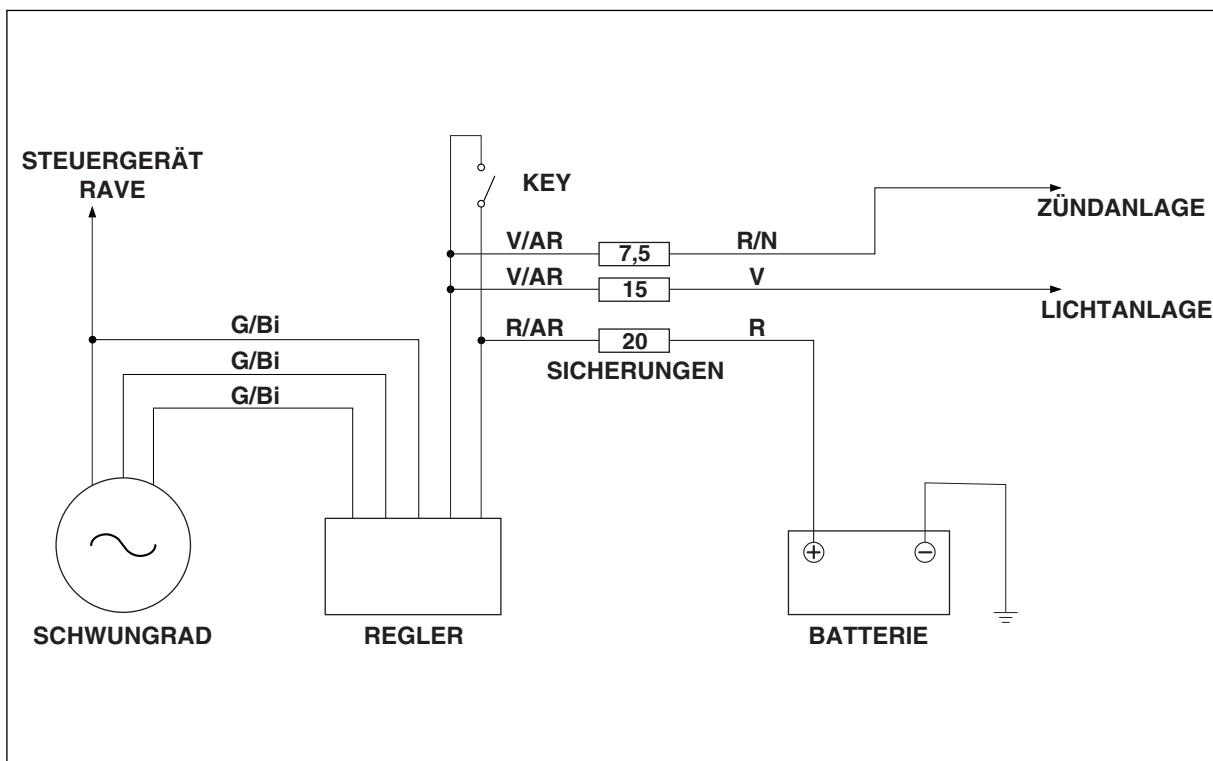 STEUERGERÄT
RAVE
KEY
ZÜNDANLAGE
V/AR 7,5 R/N
V/AR 15 V
LICHTANLAGE
G/Bi
R/AR 20 R
G/Bi
SICHERUNGEN
G/Bi
SCHWUNGRAD
REGLER
BATTERIE